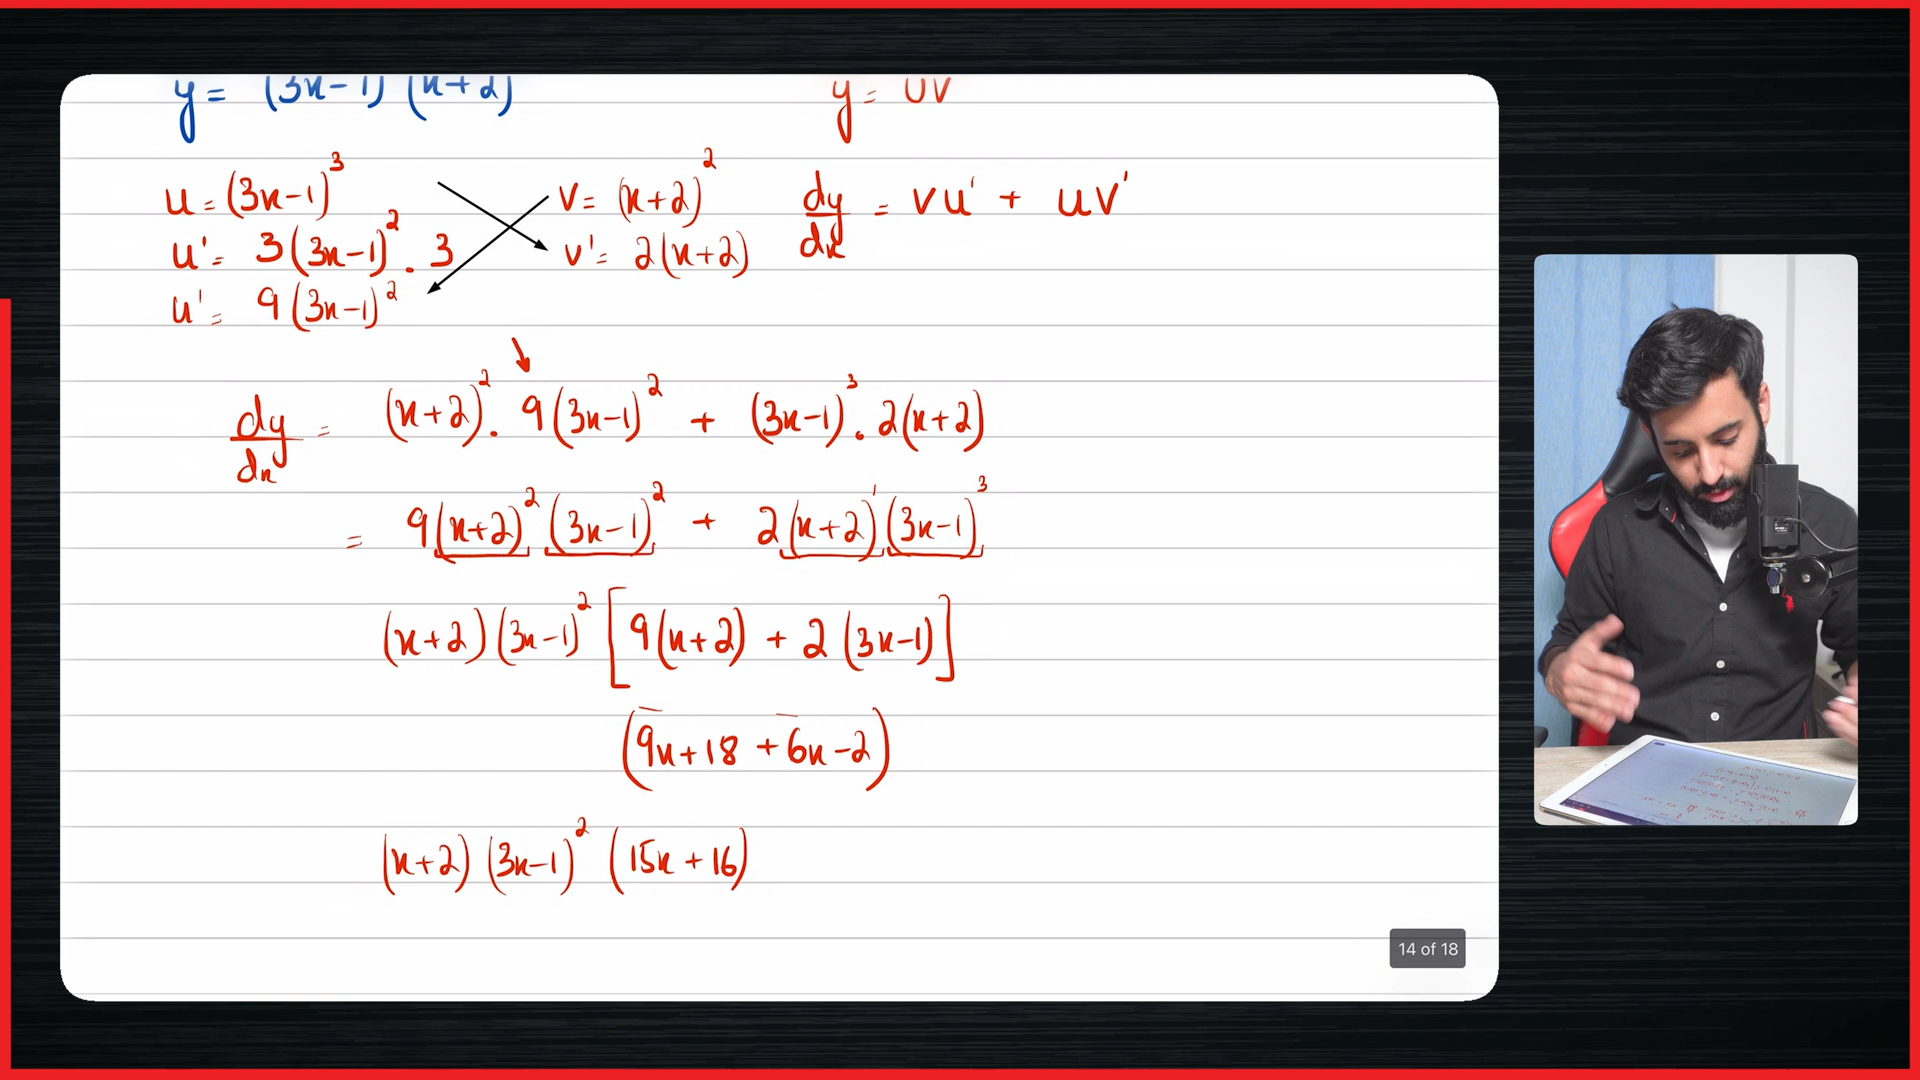 y = (3x-1) (x+2) y = UV
u = (3x-1)³ v = (x+2)² dy/dx = vu' + uv'
u' = 3(3x-1)² . 3 v' = 2(x+2)
u' = 9(3x-1)²
dy/dx = (x+2)² . 9(3x-1)² + (3x-1)³ . 2(x+2)
= 9(x+2)² (3x-1)² + 2(x+2)¹(3x-1)³
(x+2)(3x-1)² [9(x+2) + 2(3x-1)]
(9x+18 +6x-2)
(x+2)(3x-1)² (15x+16)
14 of 18